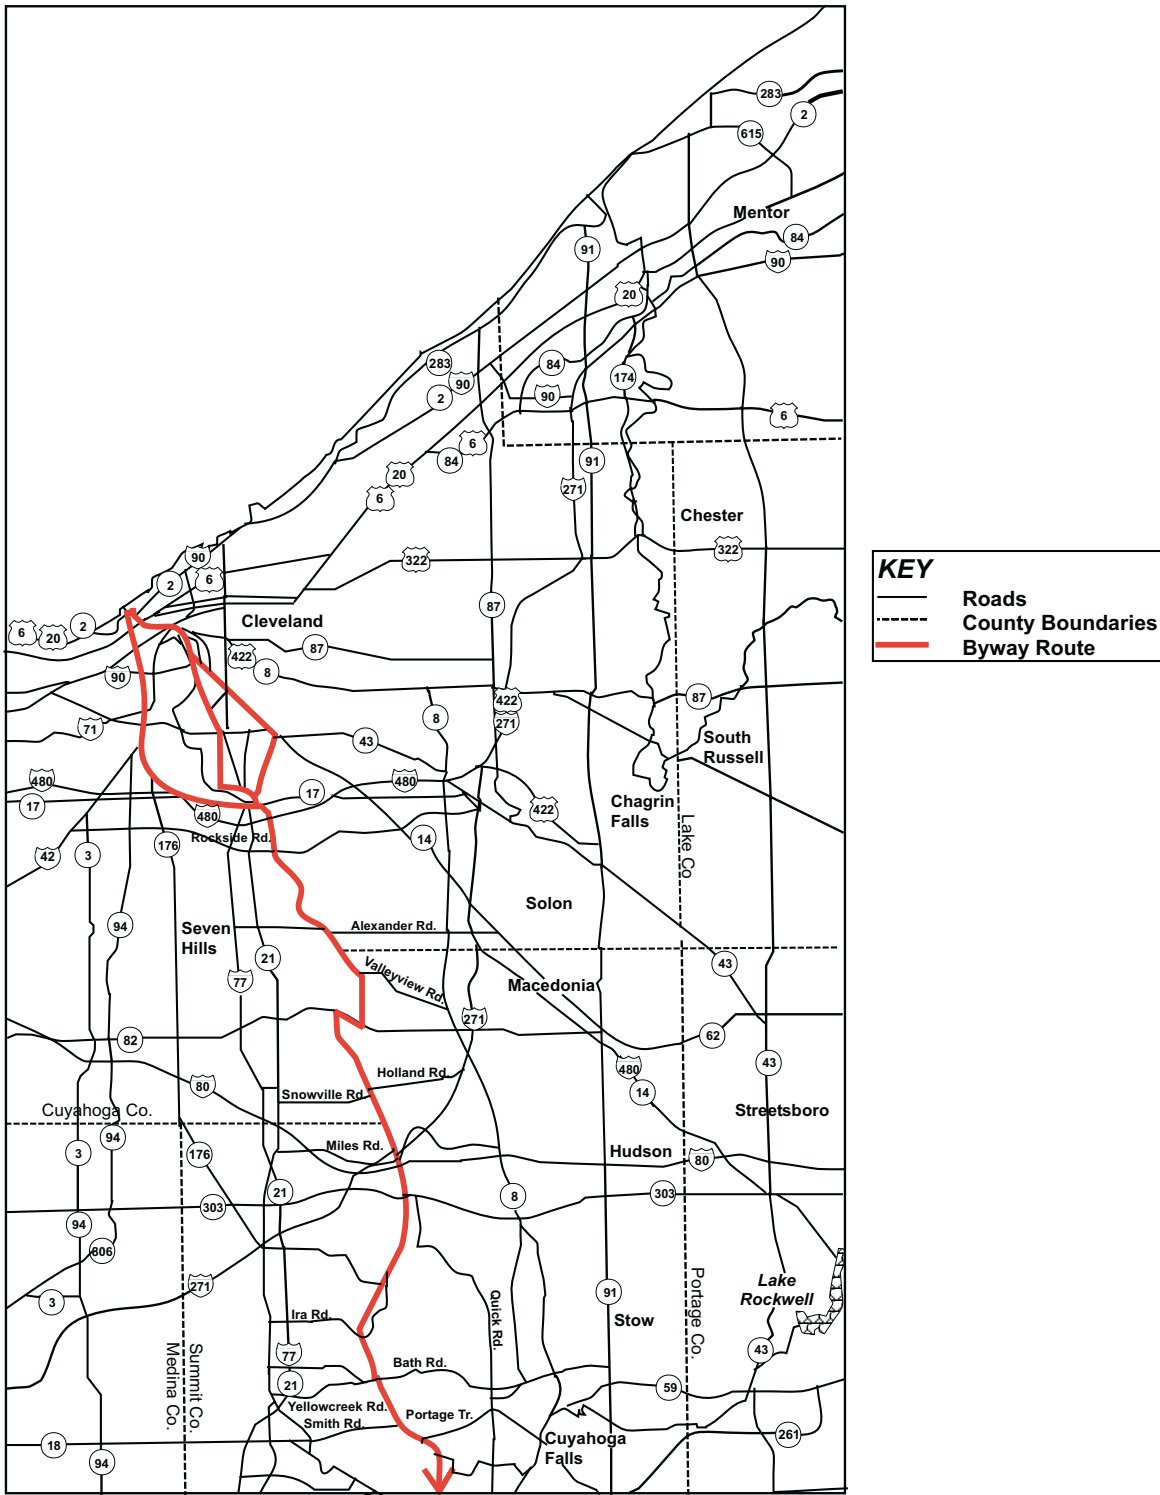 283
2
615
Mentor
84
91
90
20
283
84
90
174
90
2
6
6
84
91
20
271
6
Chester
322
90
322
KEY
6
2
Roads
87
County Boundaries
Cleveland
2
6
20
87
Byway Route
422
8
90
87
422
8
271
71
South
Russell
43
480
480
17
Chagrin
Falls
17
422
480
Lake Co.
Rockside Rd.
14
176
42
3
Solon
94
Alexander Rd.
Seven
Hills
21
43
Valleyview Rd.
77
Macedonia
271
62
82
43
480
Holland Rd.
80
Snowville Rd.
14
Cuyahoga Co.
Streetsboro
94
Miles Rd.
3
176
Hudson
80
21
8
303
303
94
806
271
Lake
Rockwell
91
3
Quick Rd.
Portage Co.
Ira Rd.
Stow
77
43
Summit Co.
Medina Co.
Bath Rd.
21
59
Yellowcreek Rd.
Portage Tr.
Smith Rd.
261
18
Cuyahoga
Falls
94